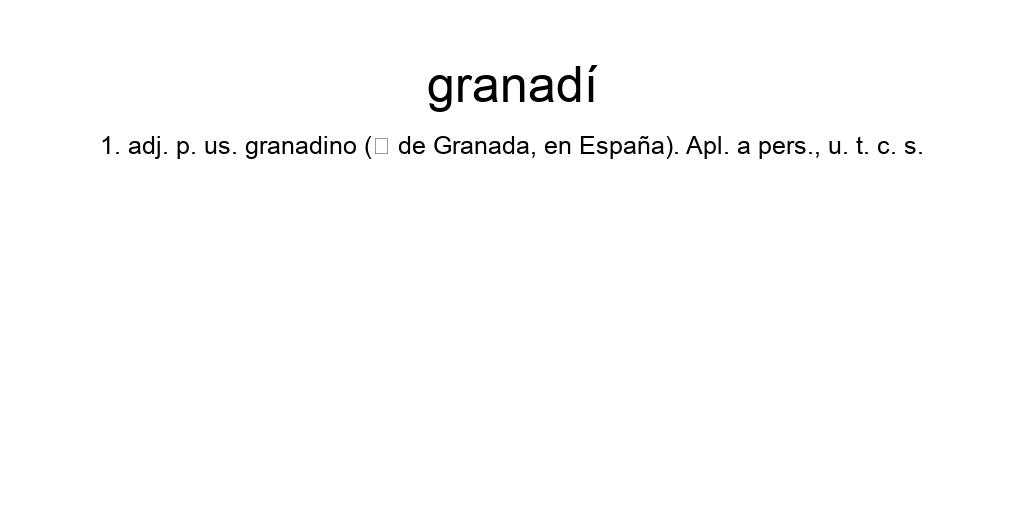 granadí
1. adj. p. us. granadino (□ de Granada, en España). Apl. a pers., u. t. c. s.